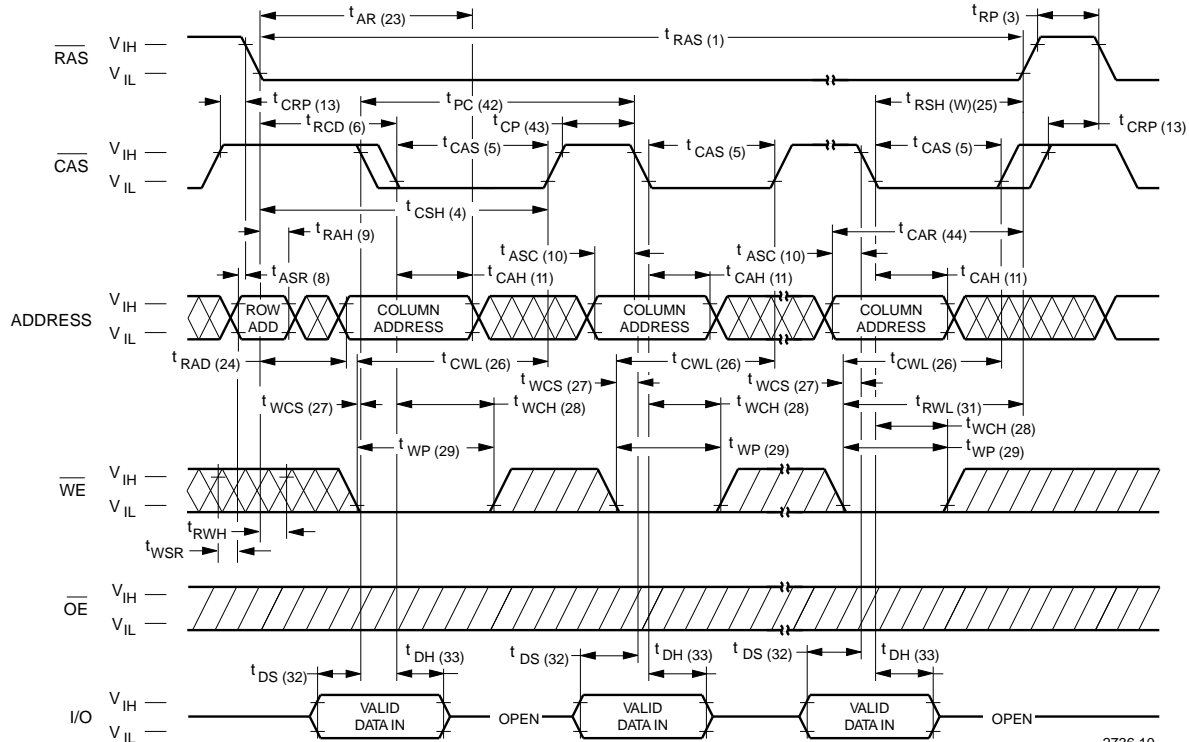 t AR (23)
t RP (3)
t RAS (1)
RAS
V IH
V IL
t CRP (13)
t PC (42)
t RSH (W)(25)
t RCD (6)
t CP (43)
t CRP (13)
CAS
V IH
V IL
t CAS (5)
t CAS (5)
t CAS (5)
t CSH (4)
t RAH (9)
t CAR (44)
t ASC (10)
t ASC (10)
t ASR (8)
t CAH (11)
t CAH (11)
t CAH (11)
ADDRESS
V IH
V IL
ROW ADD
COLUMN ADDRESS
COLUMN ADDRESS
COLUMN ADDRESS
t RAD (24)
t CWL (26)
t CWL (26)
t CWL (26)
t WCS (27)
t WCS (27)
t WCS (27)
t WCH (28)
t WCH (28)
t RWL (31)
t WCH (28)
t WP (29)
t WP (29)
t WP (29)
WE
V IH
V IL
t RWH
t WSR
OE
V IH
V IL
t DS (32)
t DH (33)
t DS (32)
t DH (33)
t DS (32)
t DH (33)
I/O
V IH
V IL
VALID DATA IN
OPEN
VALID DATA IN
VALID DATA IN
OPEN